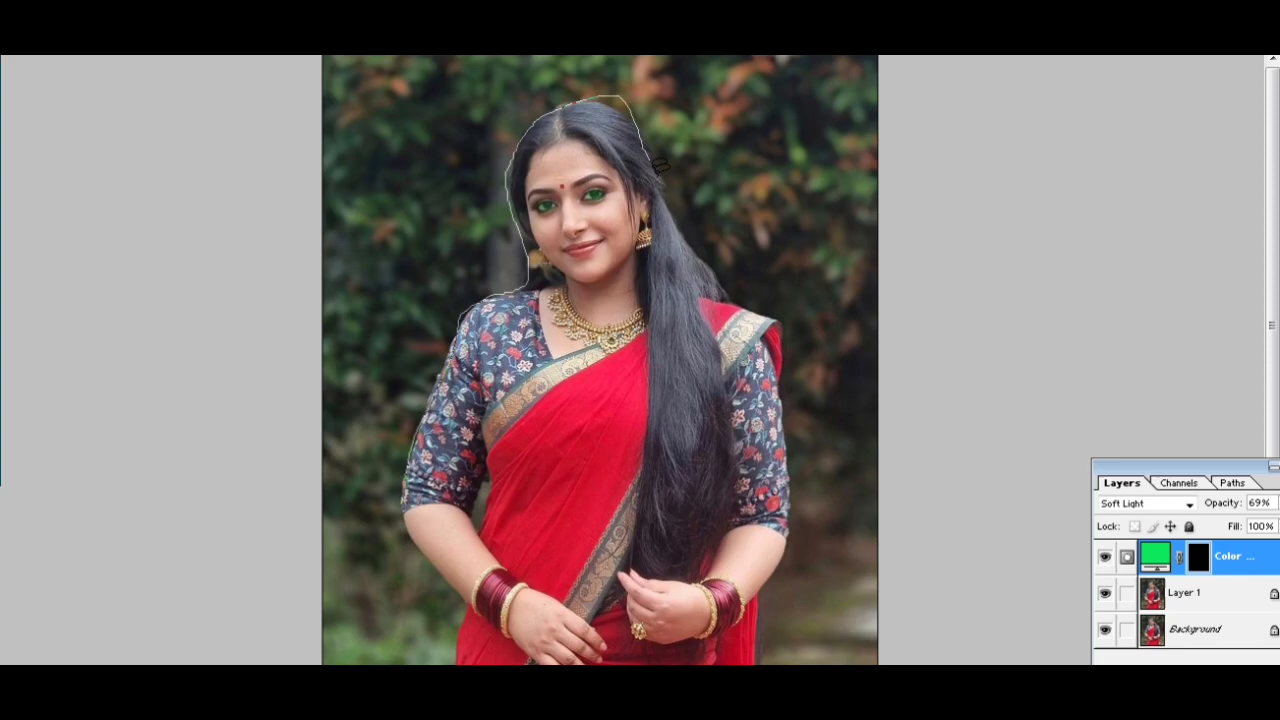 Layers Channels Paths
Soft Light Opacity: 69%
Lock: Fill: 100%
Color ...
Layer 1
Background